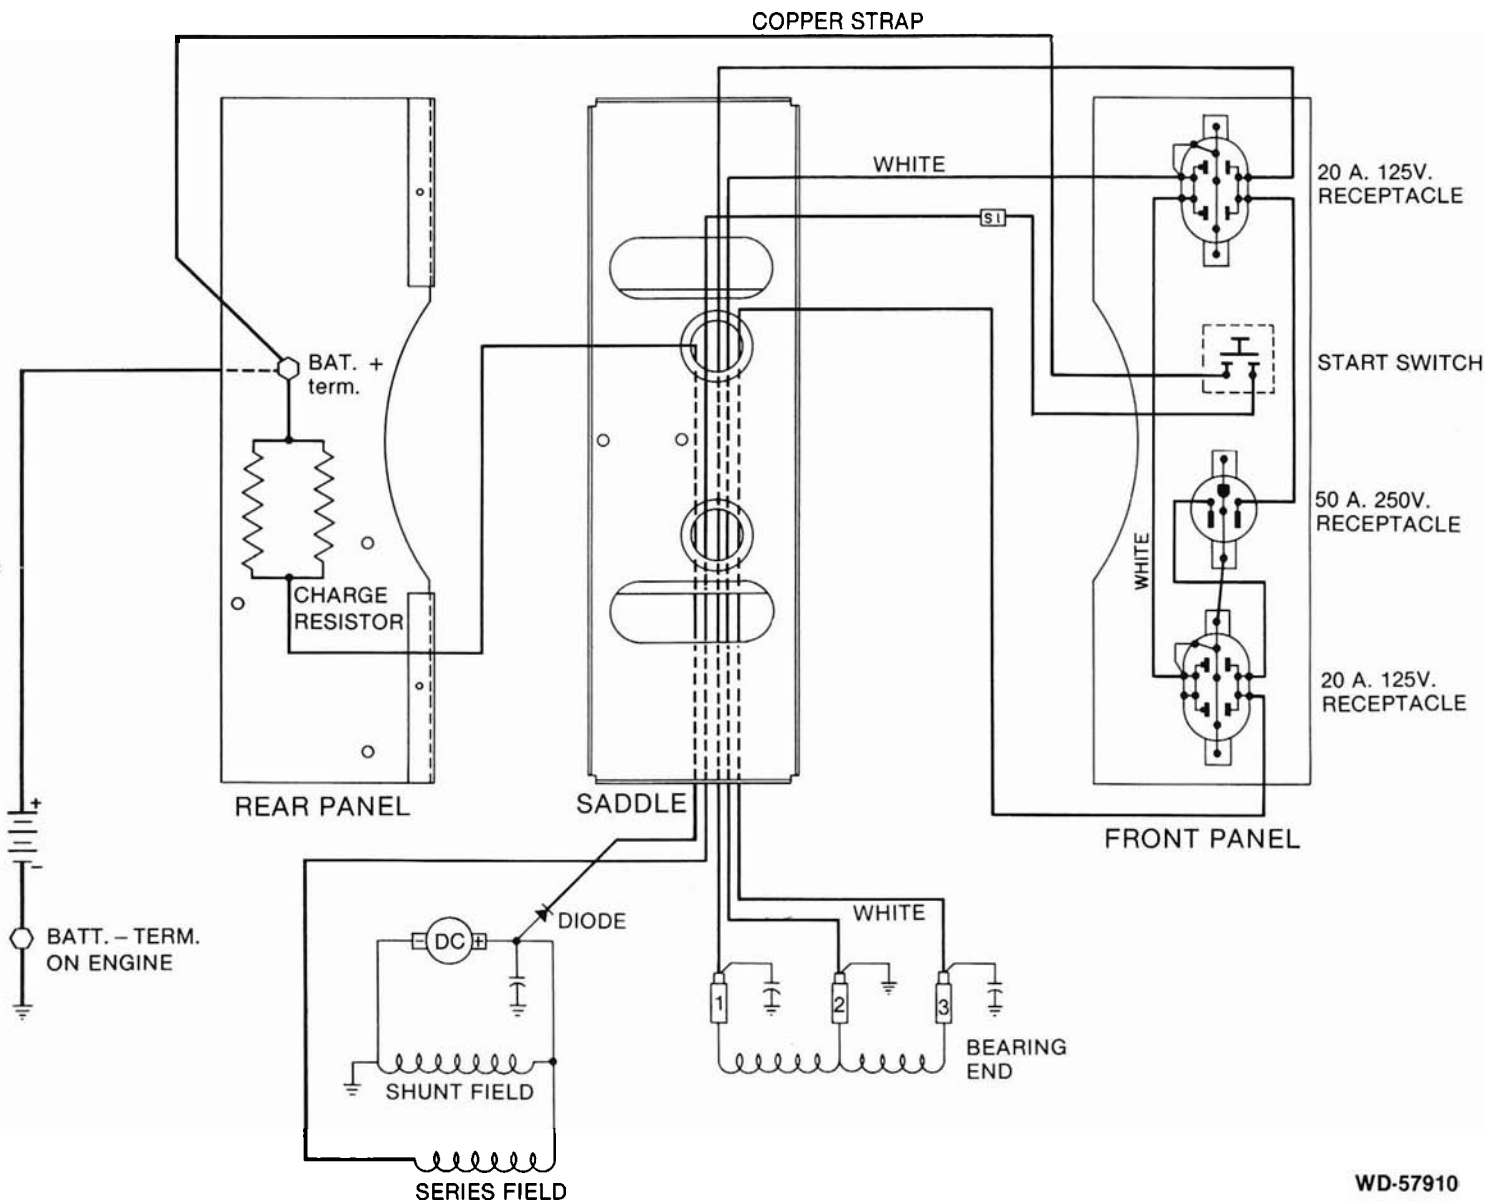 COPPER STRAP
WHITE
S1
20 A. 125V.
RECEPTACLE
BAT. +
term.
START SWITCH
50 A. 250V.
RECEPTACLE
WHITE
CHARGE
RESISTOR
20 A. 125V.
RECEPTACLE
REAR PANEL
SADDLE
FRONT PANEL
+
-
BATT. – TERM.
ON ENGINE
- DC +
DIODE
WHITE
1
2
3
BEARING
END
SHUNT FIELD
SERIES FIELD
WD-57910